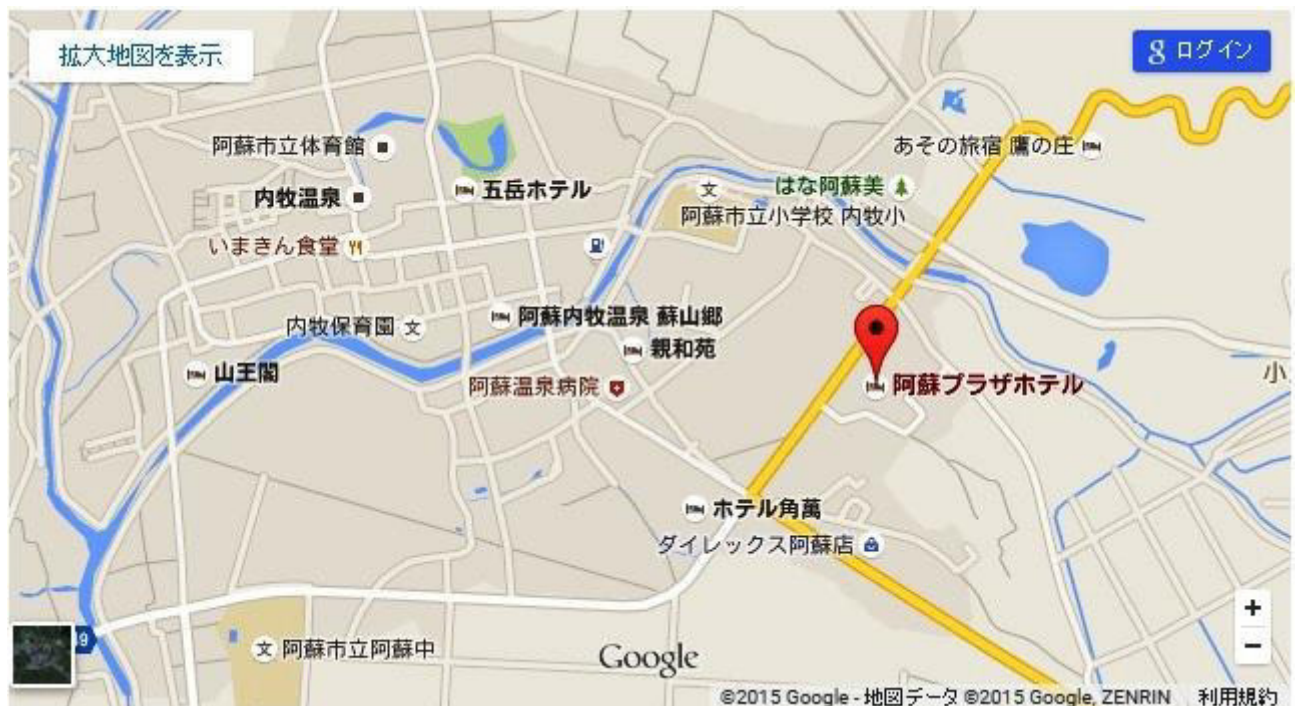 拡大地図を表示
g ログイン
阿蘇市立体育館
あその旅宿 鷹の庄
内牧温泉
五岳ホテル
文
はな阿蘇美
阿蘇市立小学校 内牧小
いまきん食堂
阿蘇内牧温泉 蘇山郷
内牧保育園 文
親和苑
山王閣
阿蘇温泉病院
阿蘇プラザホテル
小
ホテル角萬
ダイレックス阿蘇店
+
9
文 阿蘇市立阿蘇中
Google
−
©2015 Google - 地図データ ©2015 Google, ZENRIN 利用規約